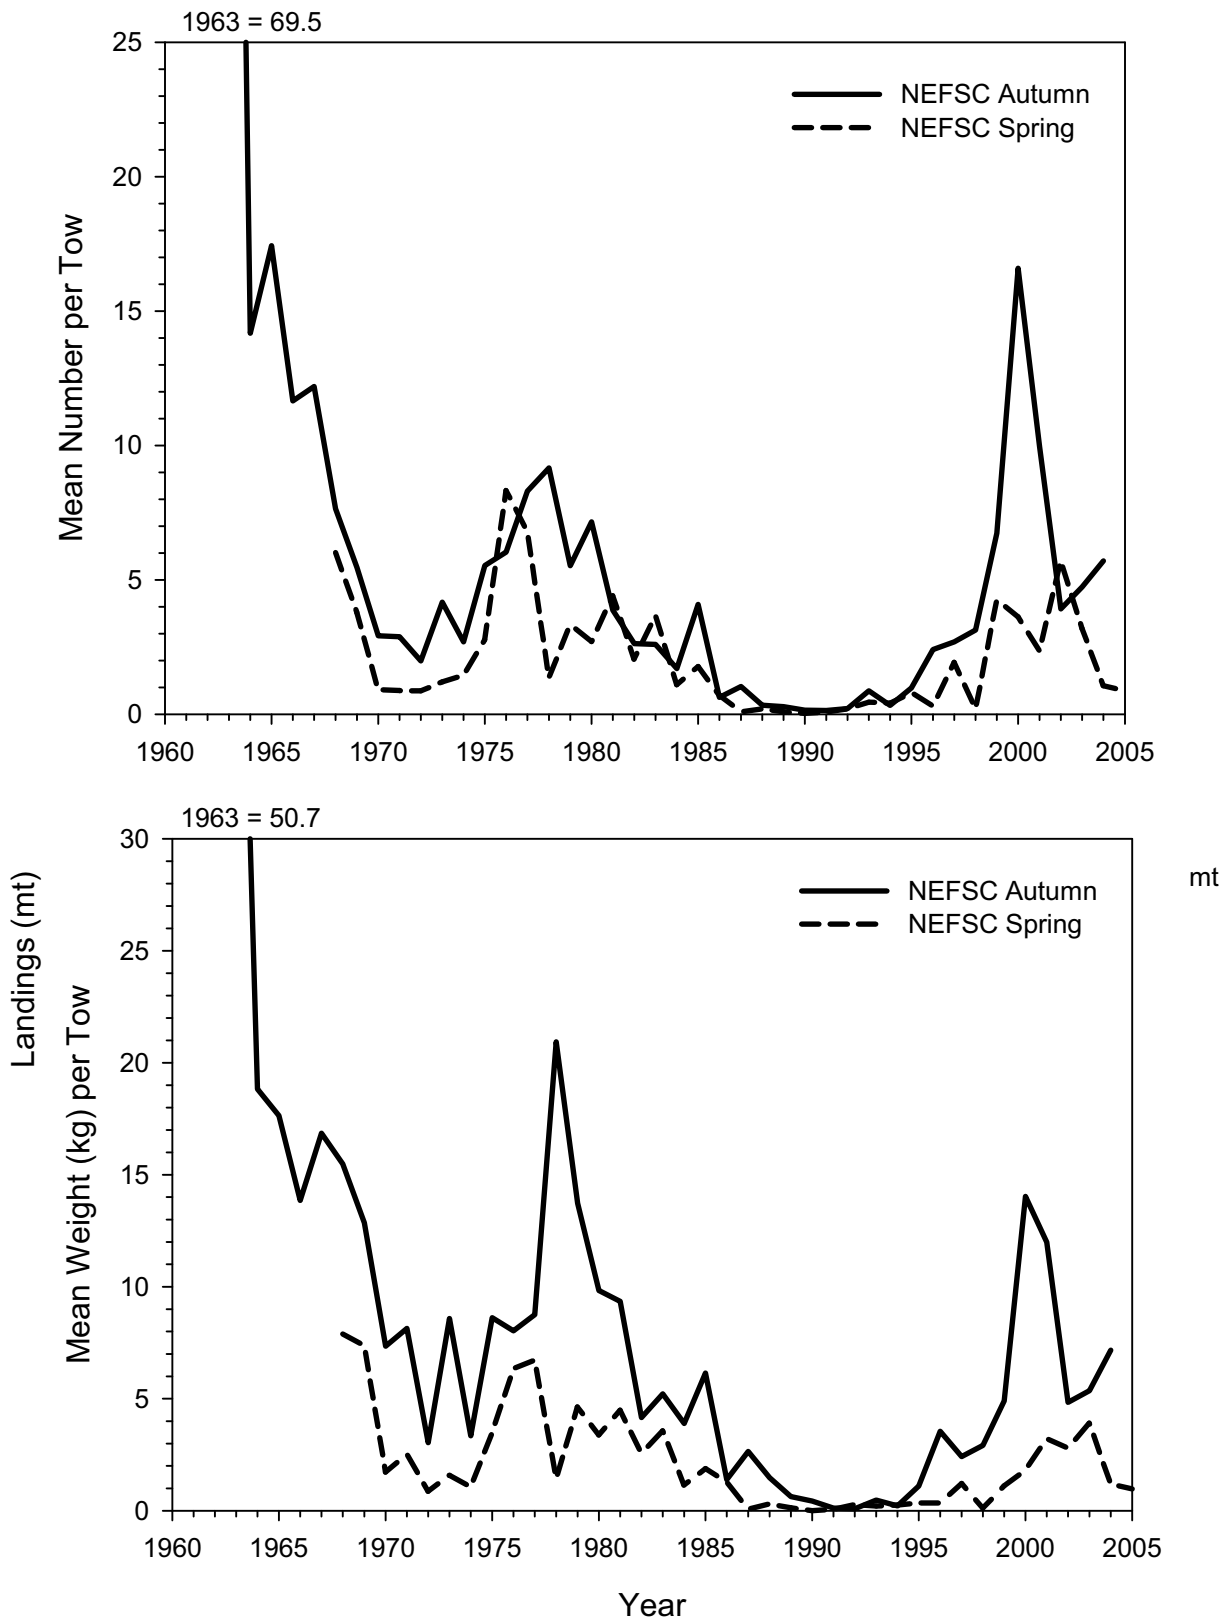 1963 = 69.5
25
20
15
10
5
0
Mean Number per Tow
NEFSC Autumn
NEFSC Spring
1960 1965 1970 1975 1980 1985 1990 1995 2000 2005
1963 = 50.7
30
25
20
15
10
5
0
Landings (mt)
Mean Weight (kg) per Tow
NEFSC Autumn
NEFSC Spring
mt
1960 1965 1970 1975 1980 1985 1990 1995 2000 2005
Year